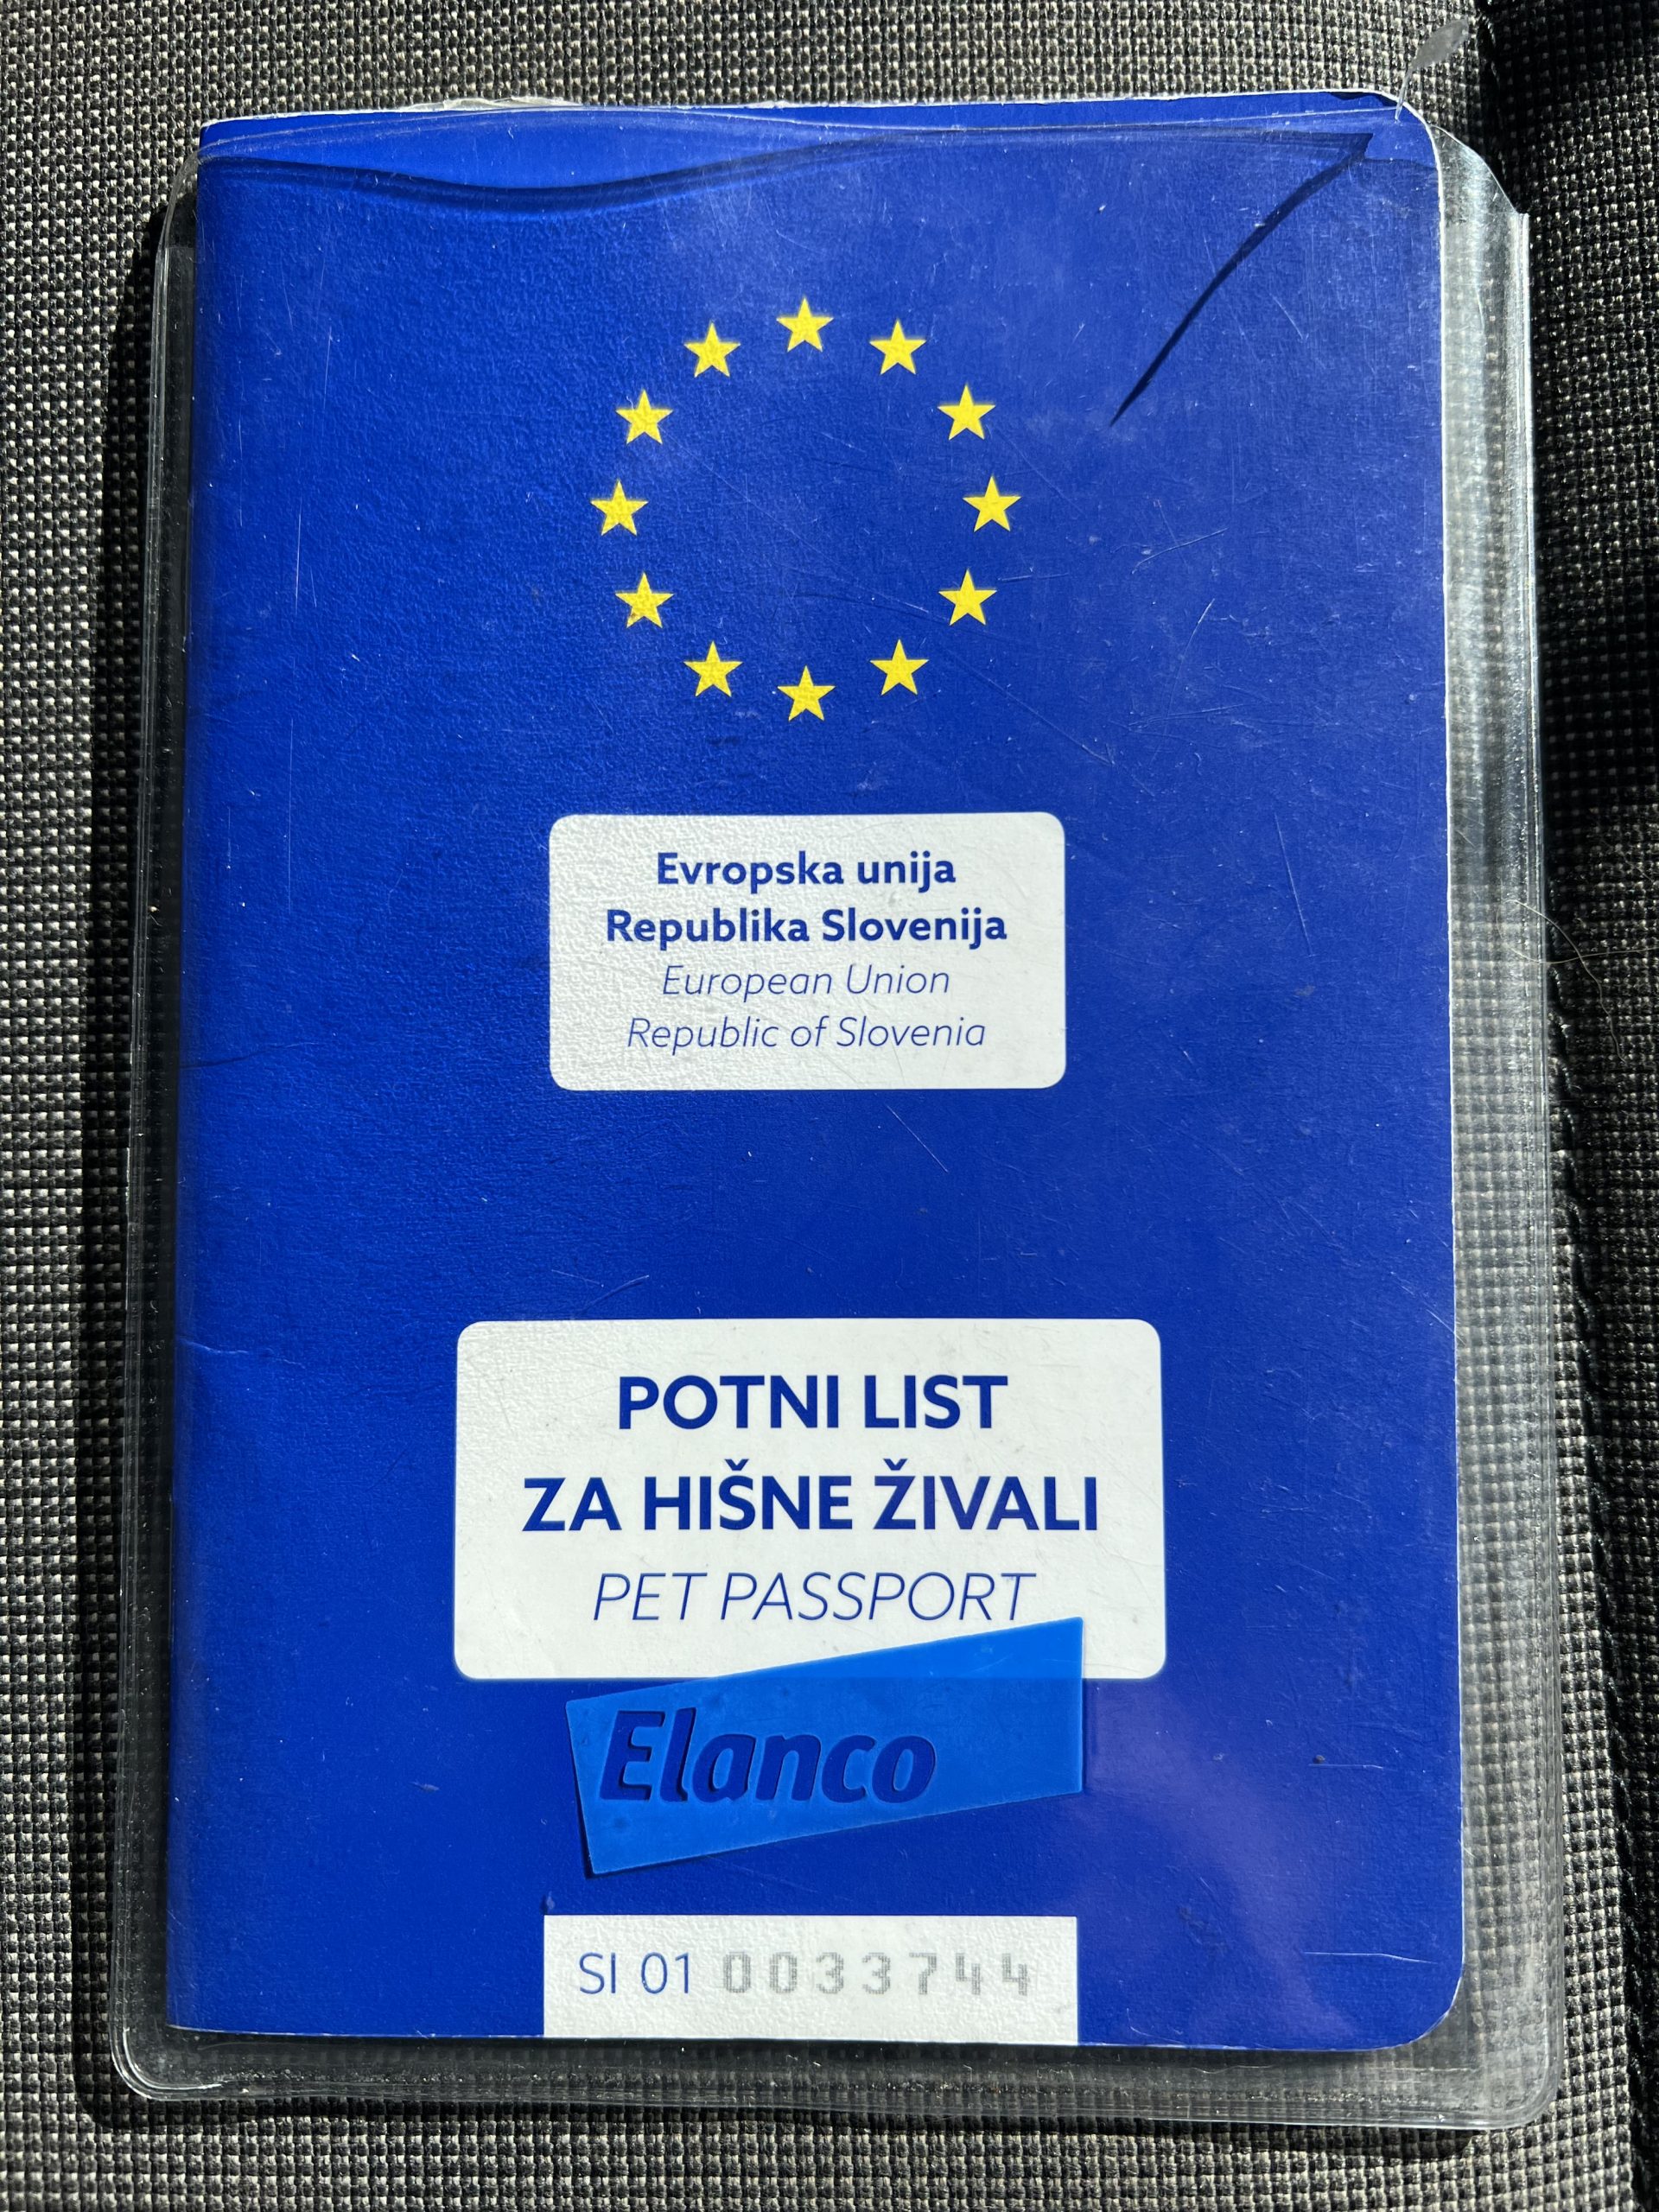 Evropska unija
Republika Slovenija
European Union
Republic of Slovenia
POTNI LIST
ZA HIŠNE ŽIVALI
PET PASSPORT
Elanco
SI 01 0033744